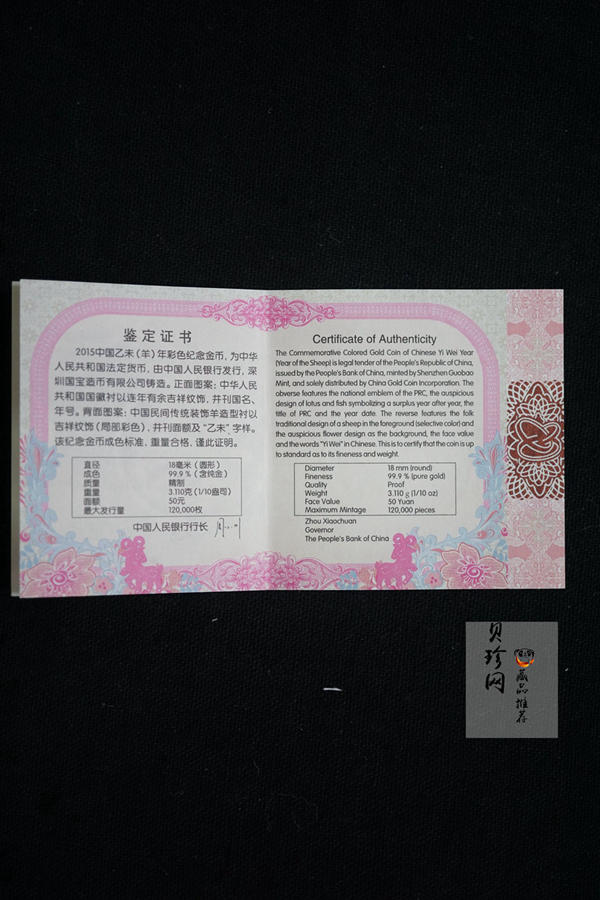 鉴定证书
2015中国乙未（羊）年彩色纪念金币，为中华
人民共和国法定货币，由中国人民银行发行，深
圳国宝造币有限公司铸造。正面图案：中华人民
共和国国徽衬以连年有余吉祥纹饰，并刊国名、
年号。背面图案：中国民间传统装饰羊造型衬以
吉祥纹饰（局部彩色），并刊面额及“乙未”字样。
该纪念金币成色标准，重量合格，谨此证明。
直径 18毫米（圆形）
成色 99.9％（含纯金）
质量 精制
重量 3.110克（1/10盎司）
面额 50元
最大发行量 120,000枚
中国人民银行行长
Certificate of Authenticity
The Commemorative Colored Gold Coin of Chinese Yi Wei Year
(Year of the Sheep) is legal tender of the People's Republic of China,
issued by the People's Bank of China, minted by Shenzhen Guobao
Mint, and solely distributed by China Gold Coin Incorporation. The
obverse features the national emblem of the PRC, the auspicious
design of lotus and fish symbolizing a surplus year after year, the
title of PRC and the year date. The reverse features the folk
traditional design of a sheep in the foreground (selective color) and
the auspicious flower design as the background, the face value
and the words "Yi Wei" in Chinese. This is to certify that the coin is up
to standard as to its fineness and weight.
Diameter 18 mm (round)
Fineness 99.9 % (pure gold)
Quality Proof
Weight 3.110 g (1/10 oz)
Face Value 50 Yuan
Maximum Mintage 120,000 pieces
Zhou Xiaochuan
Governor
The People's Bank of China
贝珍网
藏品推荐